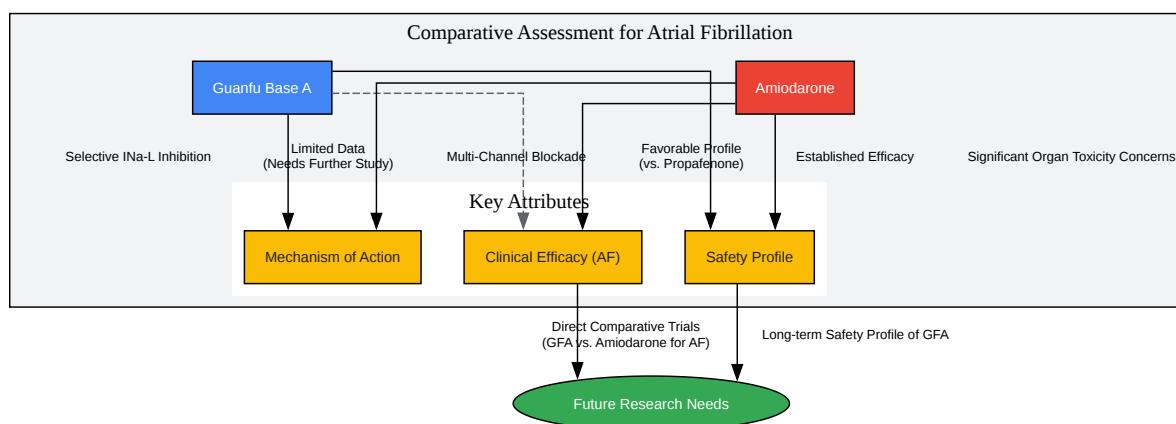 Comparative Assessment for Atrial Fibrillation
Guanfu Base A
Amiodarone
Selective INa-L Inhibition
Limited Data
(Needs Further Study)
Multi-Channel Blockade
Favorable Profile
(vs. Propafenone)
Established Efficacy
Significant Organ Toxicity Concerns
Key Attributes
Mechanism of Action
Clinical Efficacy (AF)
Safety Profile
Direct Comparative Trials
(GFA vs. Amiodarone for AF)
Long-term Safety Profile of GFA
Future Research Needs